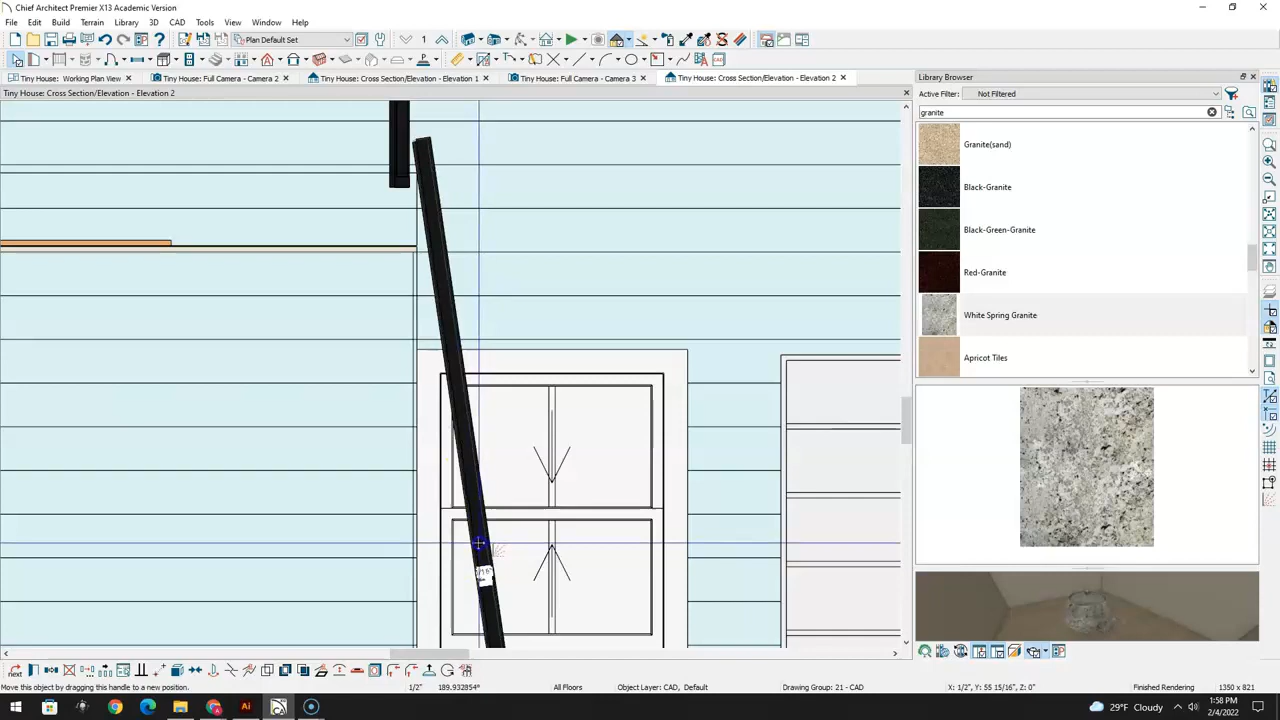 Chief Architect Premier X13 Academic Version
File Edit Build Terrain Library 3D CAD Tools View Window Help
Plan Default Set
1
Tiny House: Working Plan View
Tiny House: Full Camera - Camera 2
Tiny House: Cross Section/Elevation - Elevation 1
Tiny House: Full Camera - Camera 3
Tiny House: Cross Section/Elevation - Elevation 2
Tiny House: Cross Section/Elevation - Elevation 2
Library Browser
Active Filter: Not Filtered
granite
Granite(sand)
Black-Granite
Black-Green-Granite
Red-Granite
White Spring Granite
Apricot Tiles
next
Move this object by dragging this handle to a new position.
1/2" 189.932854° All Floors Object Layer: CAD, Default Drawing Group: 21 - CAD X: 1/2", Y: 55 15/16", Z: 0" Finished Rendering 1350 x 821
Ai
29°F Cloudy
1:58 PM
2/4/2022